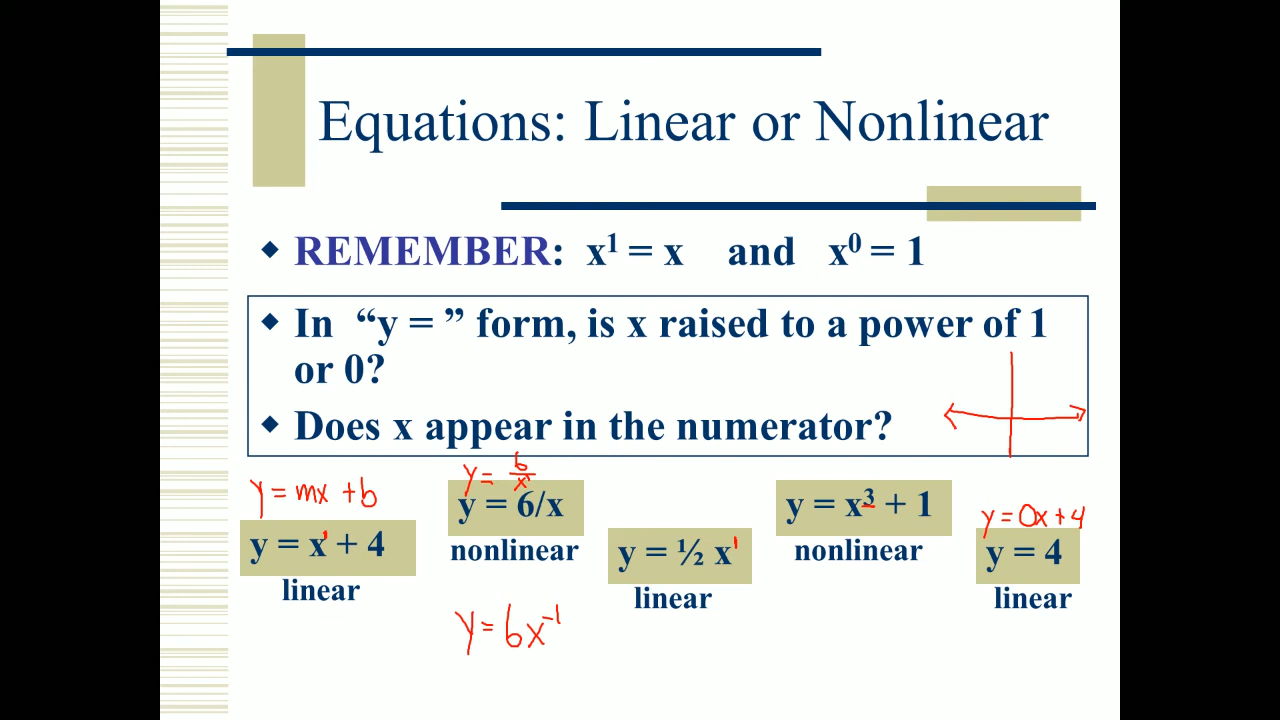 Equations: Linear or Nonlinear
◆ REMEMBER: x¹ = x and x⁰ = 1
◆ In “y = ” form, is x raised to a power of 1
or 0?
◆ Does x appear in the numerator?
y = mx + b
y = x¹ + 4
linear
y = 6/x
y = 6/x
nonlinear
y = 6x⁻¹
y = ½ x¹
linear
y = x³ + 1
nonlinear
y = 0x + 4
y = 4
linear